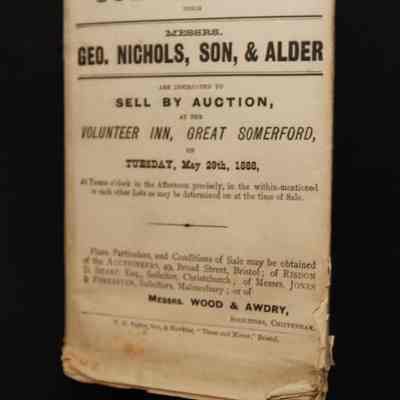 MESSRS.
GEO. NICHOLS, SON, & ALDER
ARE INSTRUCTED TO
SELL BY AUCTION,
AT THE
VOLUNTEER INN, GREAT SOMERFORD,
ON
TUESDAY, May 29th, 1888,
At o'clock in the Afternoon precisely, in the within-mentioned
or such other Lots as may be determined on at the time of Sale.
Plans, Particulars, and Conditions of Sale may be obtained
of the AUCTIONEERS, 49, Broad Street, Bristol; of RISDON
D. SHARP, Esq., Solicitor, Christchurch; of Messrs. JONES
& FORRESTER, Solicitors, Malmesbury; or of
MESSRS. WOOD & AWDRY,
SOLICITORS, CHIPPENHAM.
"Times and Mirror," Bristol.